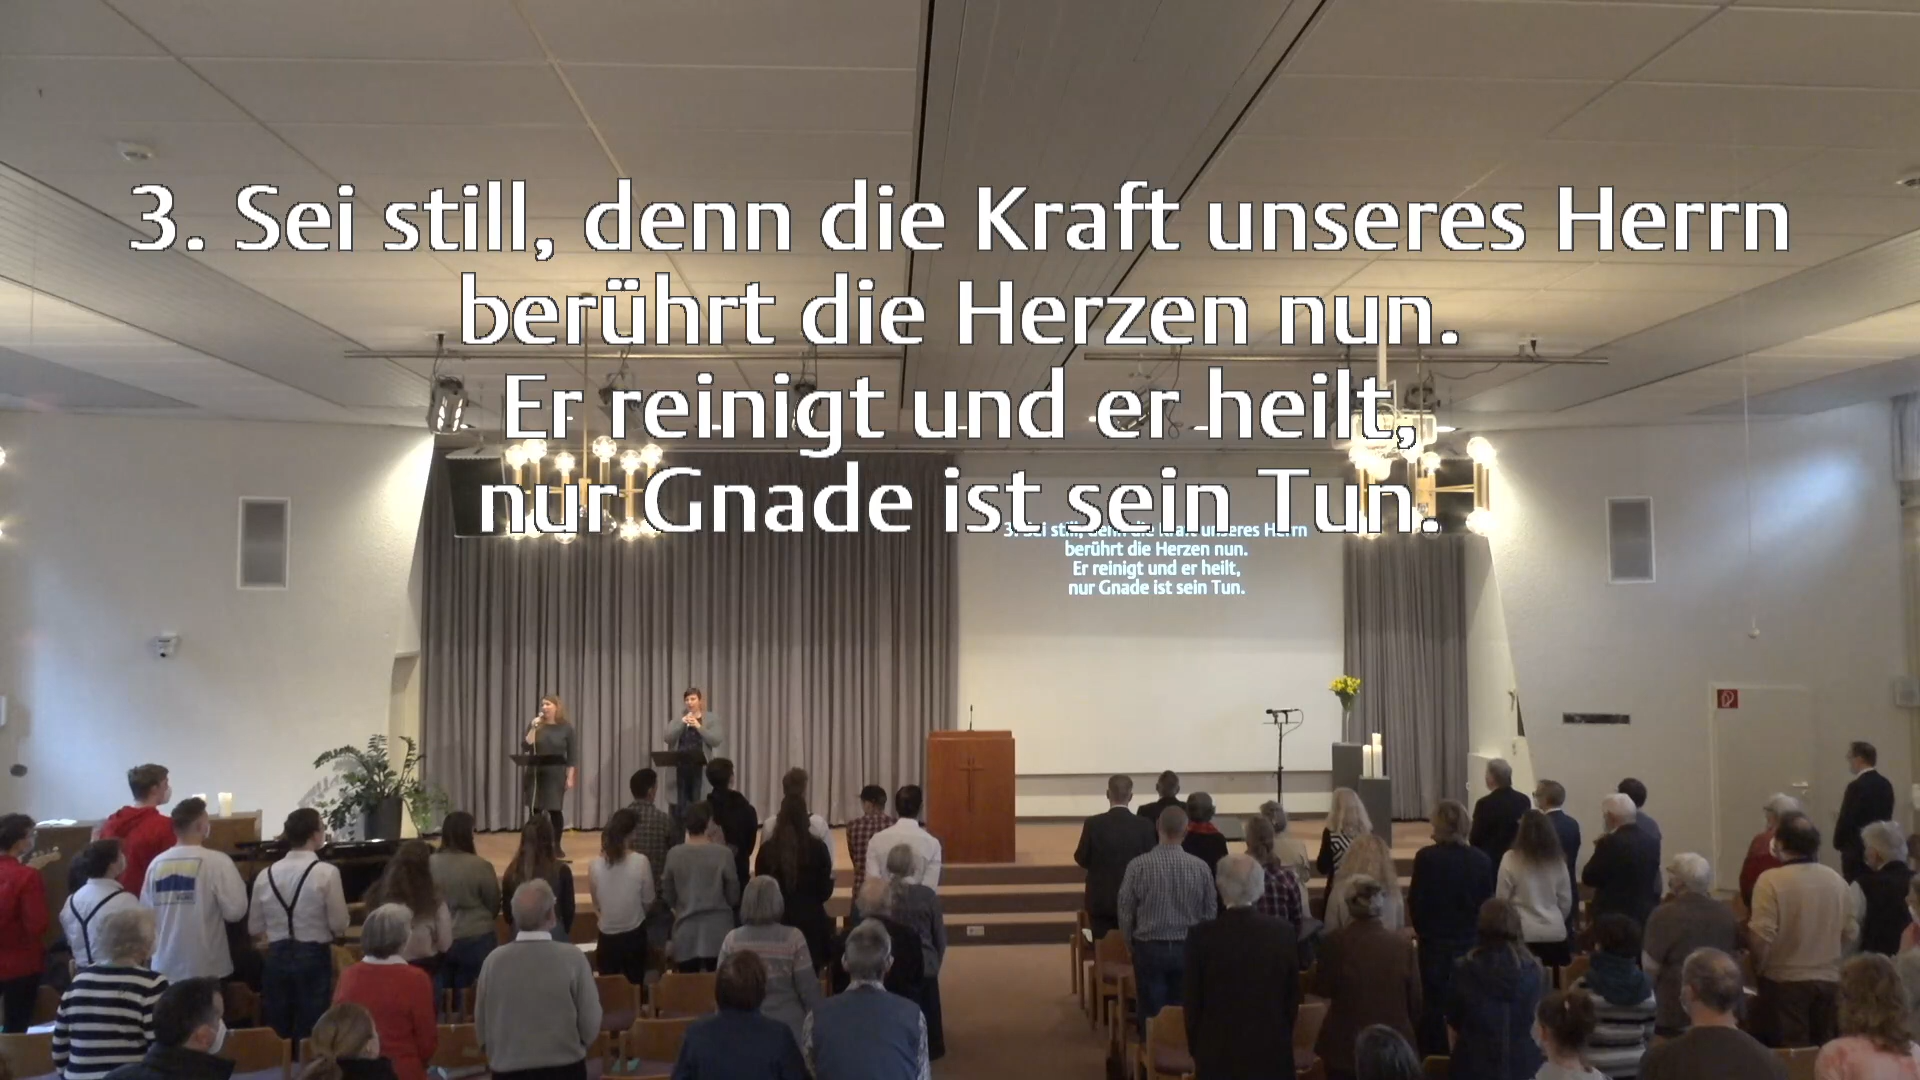 3. Sei still, denn die Kraft unseres Herrn
berührt die Herzen nun.
Er reinigt und er heilt,
nur Gnade ist sein Tun.
3. Sei still, denn die Kraft unseres Herrn
berührt die Herzen nun.
Er reinigt und er heilt,
nur Gnade ist sein Tun.